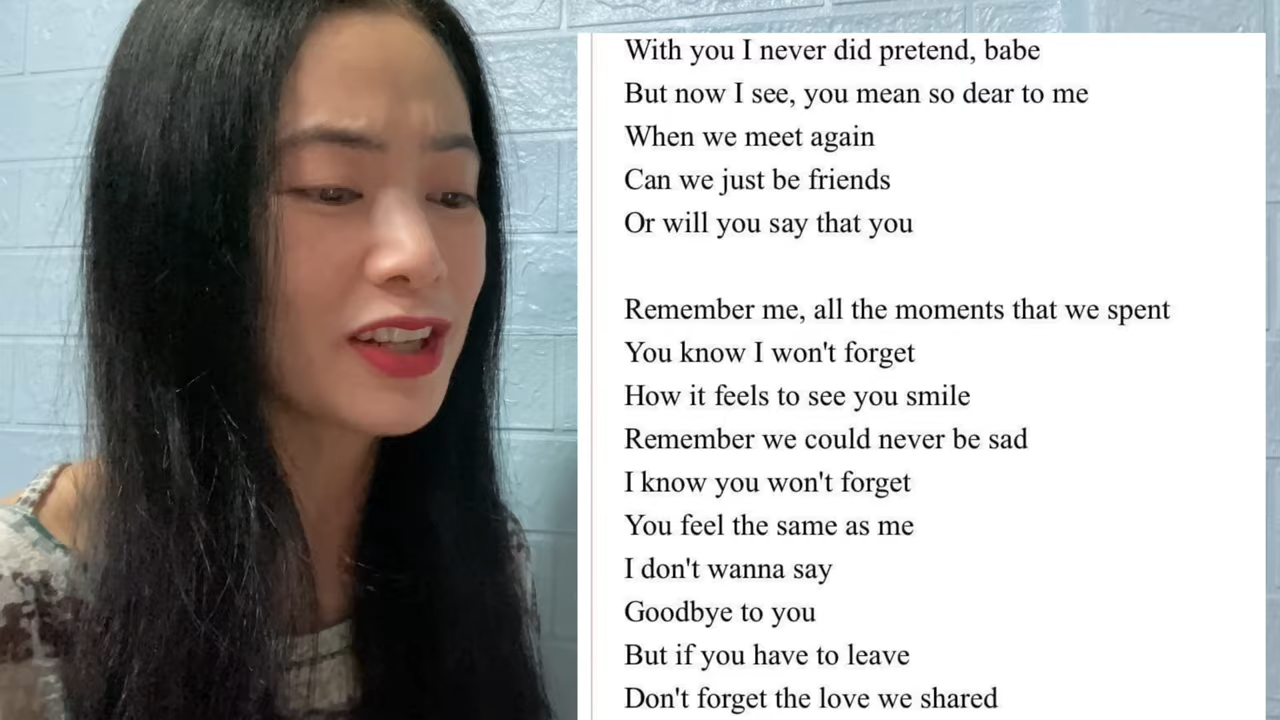 With you I never did pretend, babe
But now I see, you mean so dear to me
When we meet again
Can we just be friends
Or will you say that you
Remember me, all the moments that we spent
You know I won't forget
How it feels to see you smile
Remember we could never be sad
I know you won't forget
You feel the same as me
I don't wanna say
Goodbye to you
But if you have to leave
Don't forget the love we shared